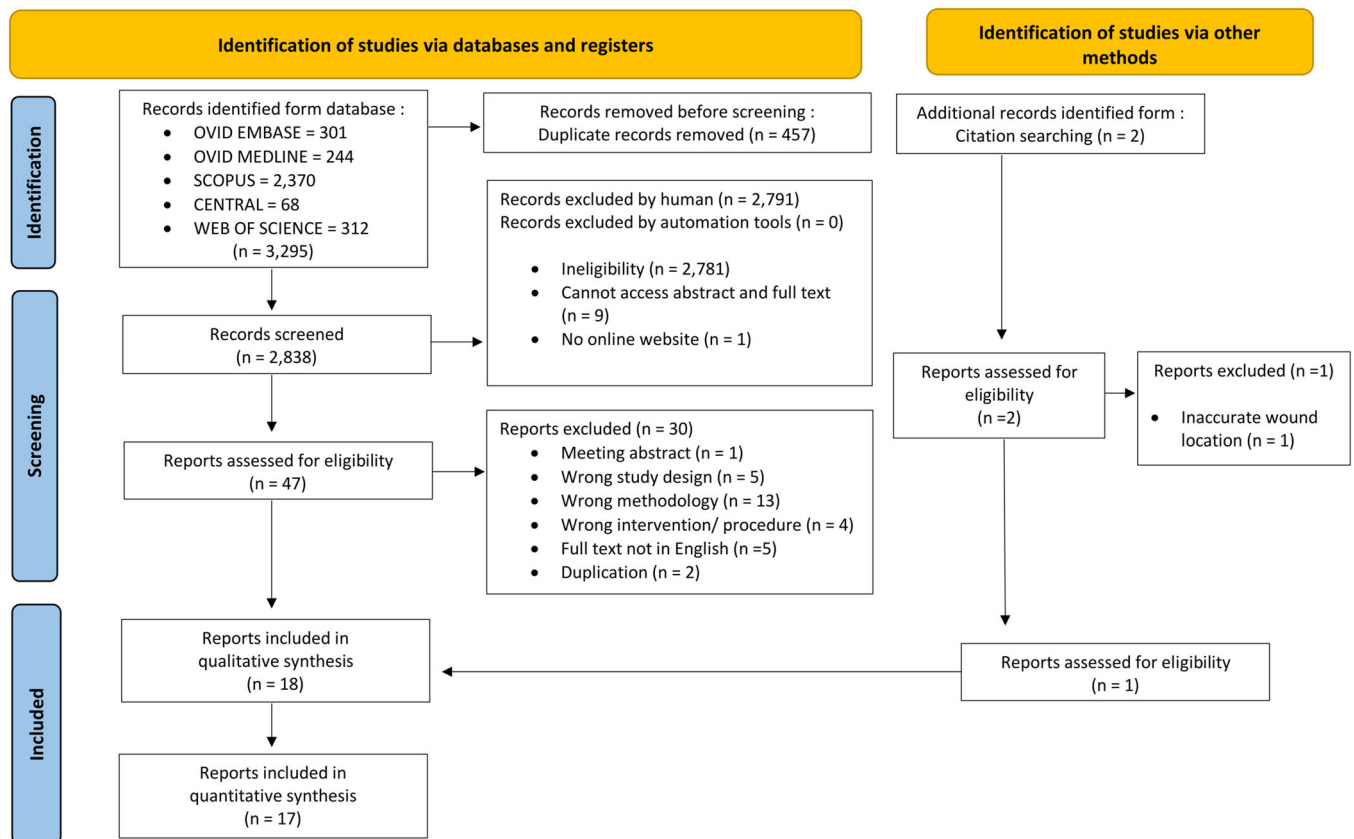 Identification of studies via databases and registers
Identification of studies via other
methods
Identification
Records identified form database :
• OVID EMBASE = 301
• OVID MEDLINE = 244
• SCOPUS = 2,370
• CENTRAL = 68
• WEB OF SCIENCE = 312
(n = 3,295)
Records removed before screening :
Duplicate records removed (n = 457)
Additional records identified form :
Citation searching (n = 2)
Records excluded by human (n = 2,791)
Records excluded by automation tools (n = 0)
• Ineligibility (n = 2,781)
• Cannot access abstract and full text
(n = 9)
• No online website (n = 1)
Screening
Records screened
(n = 2,838)
Reports assessed for
eligibility
(n =2)
Reports excluded (n =1)
• Inaccurate wound
location (n = 1)
Reports assessed for eligibility
(n = 47)
Reports excluded (n = 30)
• Meeting abstract (n = 1)
• Wrong study design (n = 5)
• Wrong methodology (n = 13)
• Wrong intervention/ procedure (n = 4)
• Full text not in English (n =5)
• Duplication (n = 2)
Included
Reports included in
qualitative synthesis
(n = 18)
Reports assessed for eligibility
(n = 1)
Reports included in
quantitative synthesis
(n = 17)